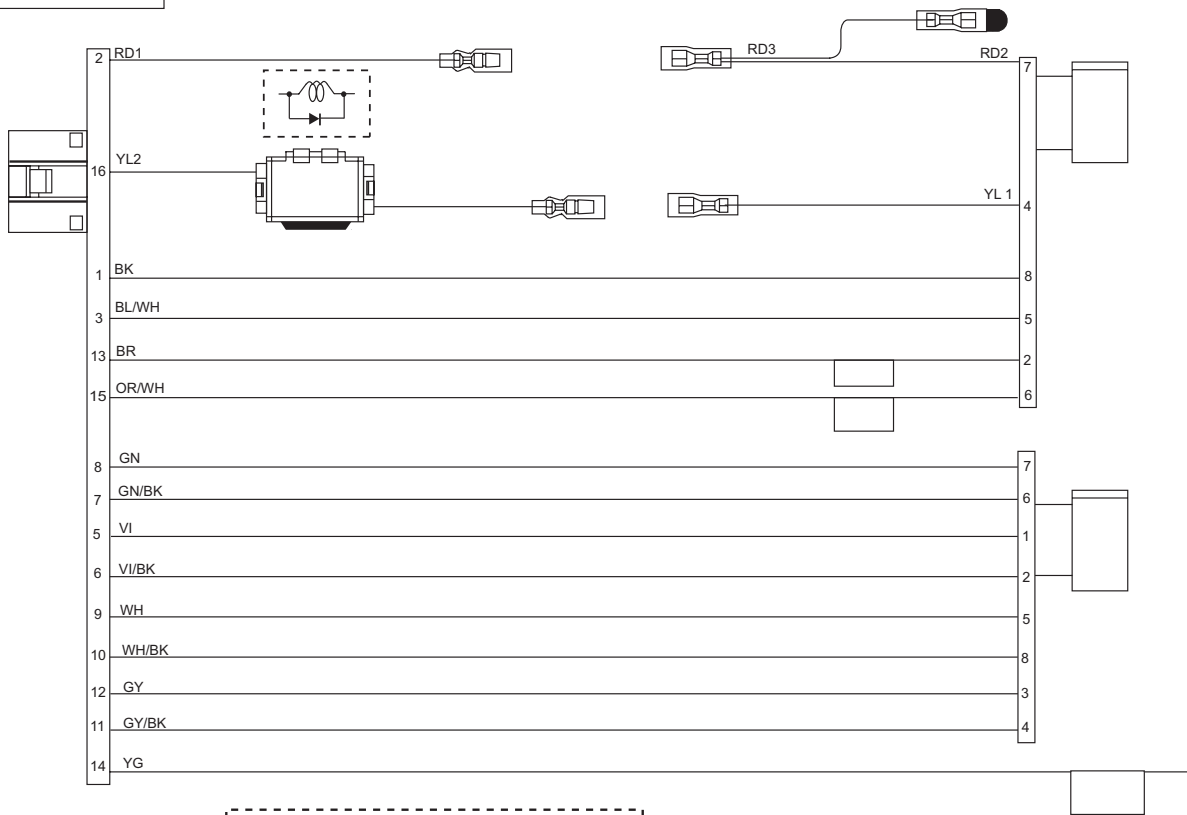 RD3
2 RD1 RD2 7
16 YL2 YL 1 4
1 BK 8
3 BL/WH 5
13 BR 2
15 OR/WH 6
8 GN 7
7 GN/BK 6
5 VI 1
6 VI/BK 2
9 WH 5
10 WH/BK 8
12 GY 3
11 GY/BK 4
14 YG